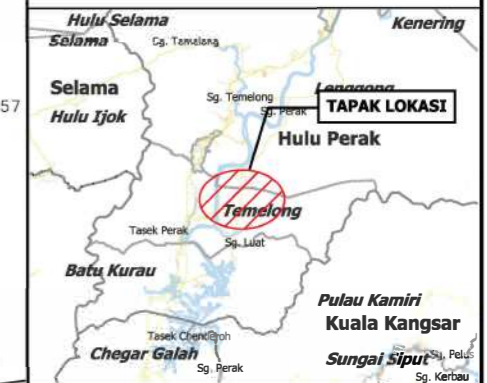 Hulu Selama
Kenering
Selama
Cg. Tamelang
Selama
Lenggong
Sg. Temelong
TAPAK LOKASI
57
Hulu Ijok
Sg. Perak
Hulu Perak
Temelong
Tasek Perak
Sg. Luat
Batu Kurau
Pulau Kamiri
Kuala Kangsar
Tasek Chenderoh
Chegar Galah
Sungai Siput
Sg. Pelus
Sg. Perak
Sg. Kerbau